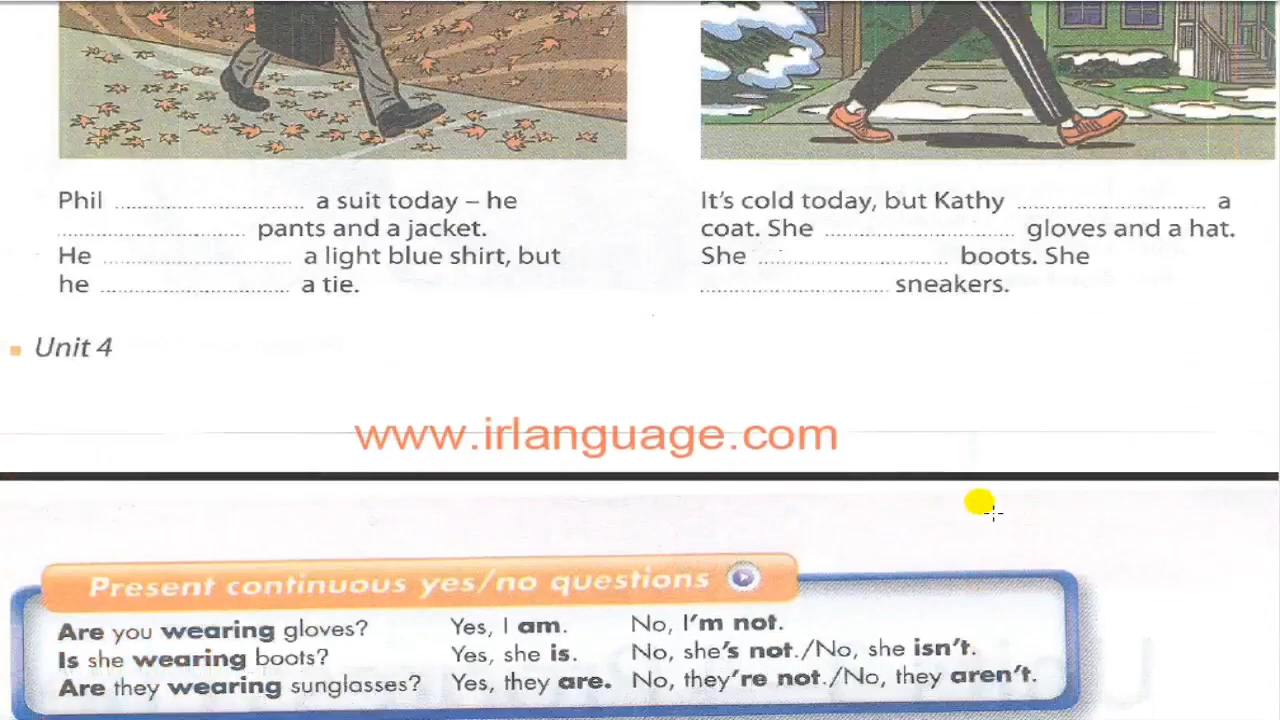 Phil .................................. a suit today – he
.................................. pants and a jacket.
He .................................. a light blue shirt, but
he .................................. a tie.
It's cold today, but Kathy .................................. a
coat. She .................................. gloves and a hat.
She .................................. boots. She
.................................. sneakers.
Unit 4
www.irlanguage.com
Present continuous yes/no questions
Are you wearing gloves? Yes, I am. No, I'm not.
Is she wearing boots? Yes, she is. No, she's not./No, she isn't.
Are they wearing sunglasses? Yes, they are. No, they're not./No, they aren't.